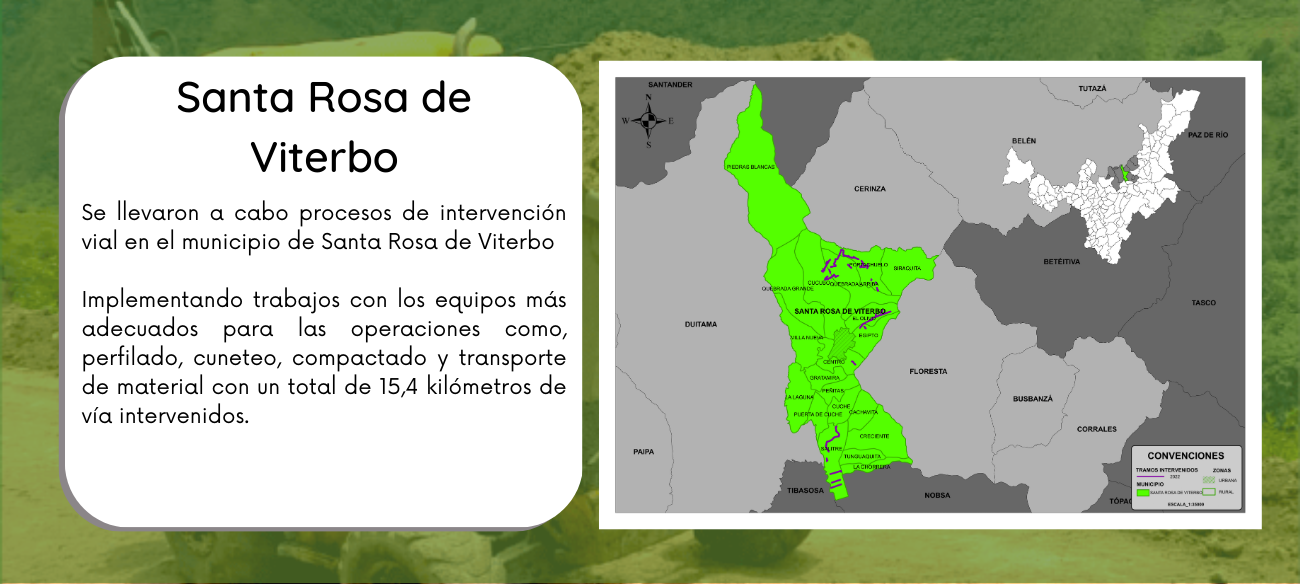 Santa Rosa de
Viterbo
Se llevaron a cabo procesos de intervención
vial en el municipio de Santa Rosa de Viterbo
Implementando trabajos con los equipos más
adecuados para las operaciones como,
perfilado, cuneteo, compactado y transporte
de material con un total de 15,4 kilómetros de
vía intervenidos.
SANTANDER
N
W
E
S
TUTAZÁ
BELÉN
PAZ DE RÍO
PIEDRAS BLANCAS
CERINZA
BETÉITIVA
SIRAQUITA
QUEBRADA GRANDE
TASCO
SANTA ROSA DE VITERBO
DUITAMA
EGIPTO
VILLA NUEVA
CENTRO
FLORESTA
GRATAMIRA
PEÑITAS
LA LAGUNA
BUSBANZÁ
CUCHE
PUERTA DE CUCHE
CACHAVITA
CORRALES
CRECIENTE
PAIPA
SALITRE
TUNGUAQUITA
LA CHORRERA
TIBASOSA
NOBSA
CONVENCIONES
TRAMOS INTERVENIDOS
2022
ZONAS
URBANA
MUNICIPIO
SANTA ROSA DE VITERBO
RURAL